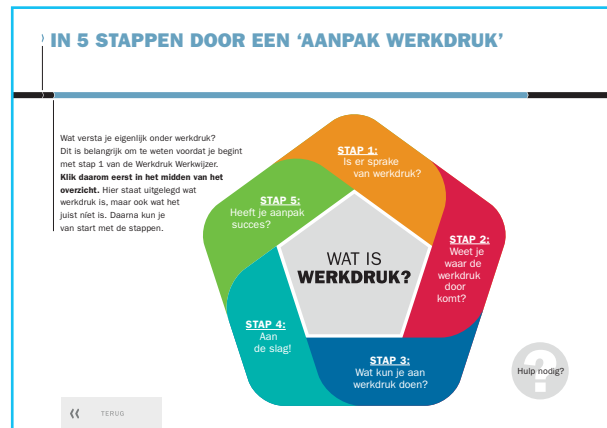 IN 5 STAPPEN DOOR EEN ‘AANPAK WERKDRUK’
Wat versta je eigenlijk onder werkdruk?
Dit is belangrijk om te weten voordat je begint
met stap 1 van de Werkdruk Werkwijzer.
Klik daarom eerst in het midden van het
overzicht. Hier staat uitgelegd wat
werkdruk is, maar ook wat het
juist níet is. Daarna kun je
van start met de stappen.
STAP 1:
Is er sprake
van werkdruk?
STAP 2:
Weet je
waar de
werkdruk
door
komt?
STAP 3:
Wat kun je aan
werkdruk doen?
STAP 4:
Aan
de slag!
STAP 5:
Heeft je aanpak
succes?
WAT IS
WERKDRUK?
?
Hulp nodig?
TERUG